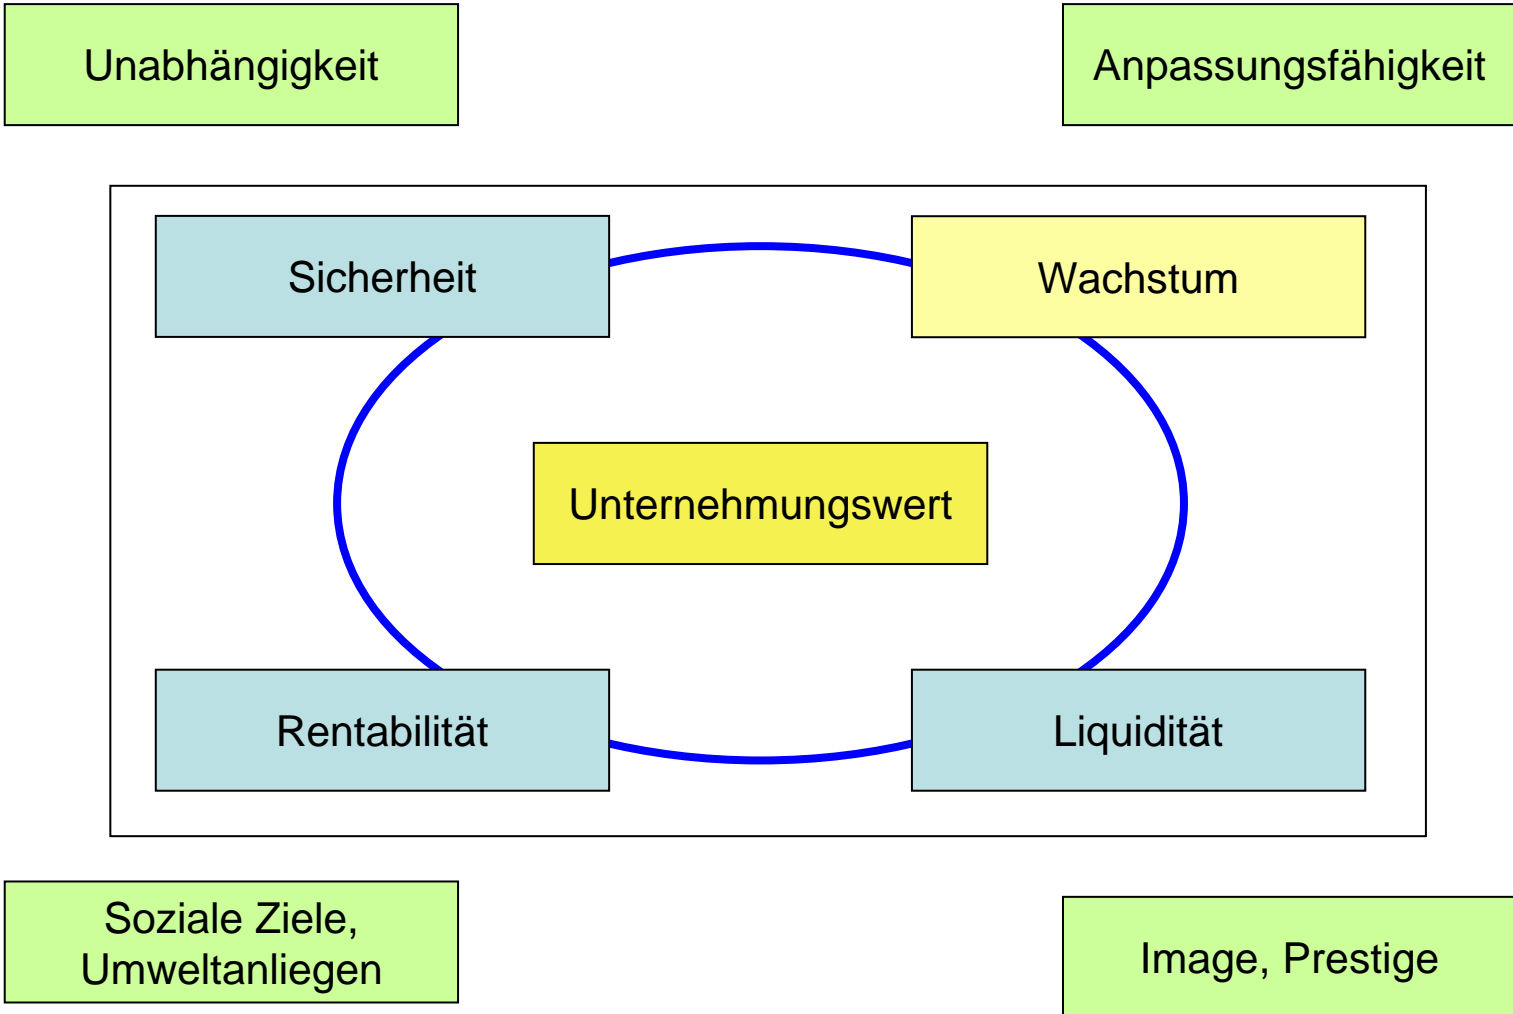 Unabhängigkeit
Anpassungsfähigkeit
Sicherheit
Wachstum
Unternehmungswert
Rentabilität
Liquidität
Soziale Ziele,
Umweltanliegen
Image, Prestige